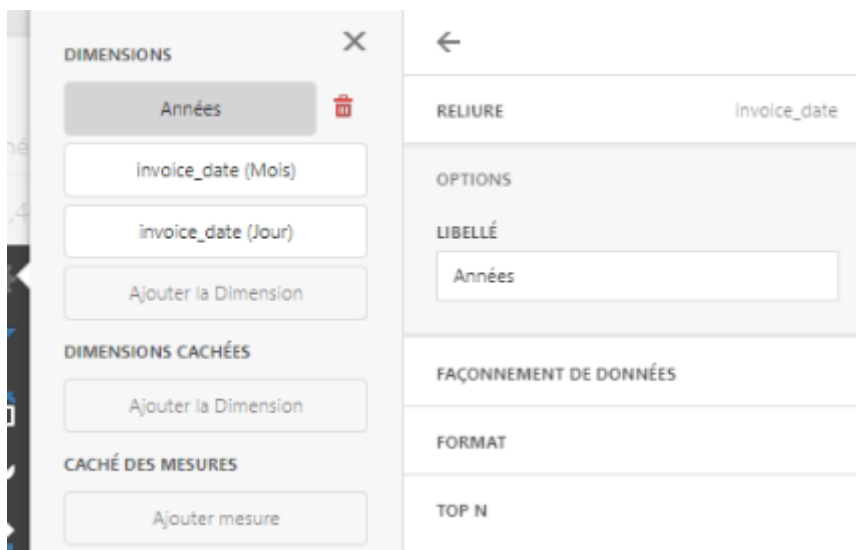 DIMENSIONS
Années
invoice_date (Mois)
invoice_date (Jour)
Ajouter la Dimension
DIMENSIONS CACHÉES
Ajouter la Dimension
CACHÉ DES MESURES
Ajouter mesure
RELIURE
invoice_date
OPTIONS
LIBELLÉ
Années
FAÇONNEMENT DE DONNÉES
FORMAT
TOP N